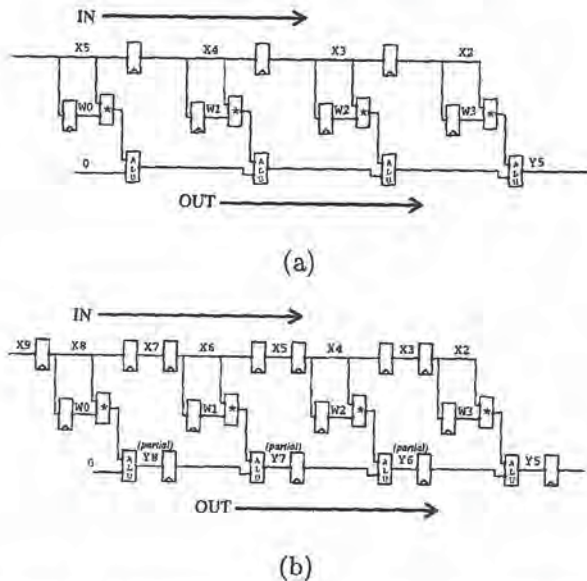 IN
X5 X4 X3 X2
W0 * W1 * W2 * W3 *
0 ALU ALU ALU ALU Y5
OUT
(a)
IN
X9 X8 X7 X6 X5 X4 X3 X2
W0 * W1 * W2 * W3 *
(partial) (partial) (partial)
0 ALU Y8 ALU Y7 ALU Y6 ALU Y5
OUT
(b)